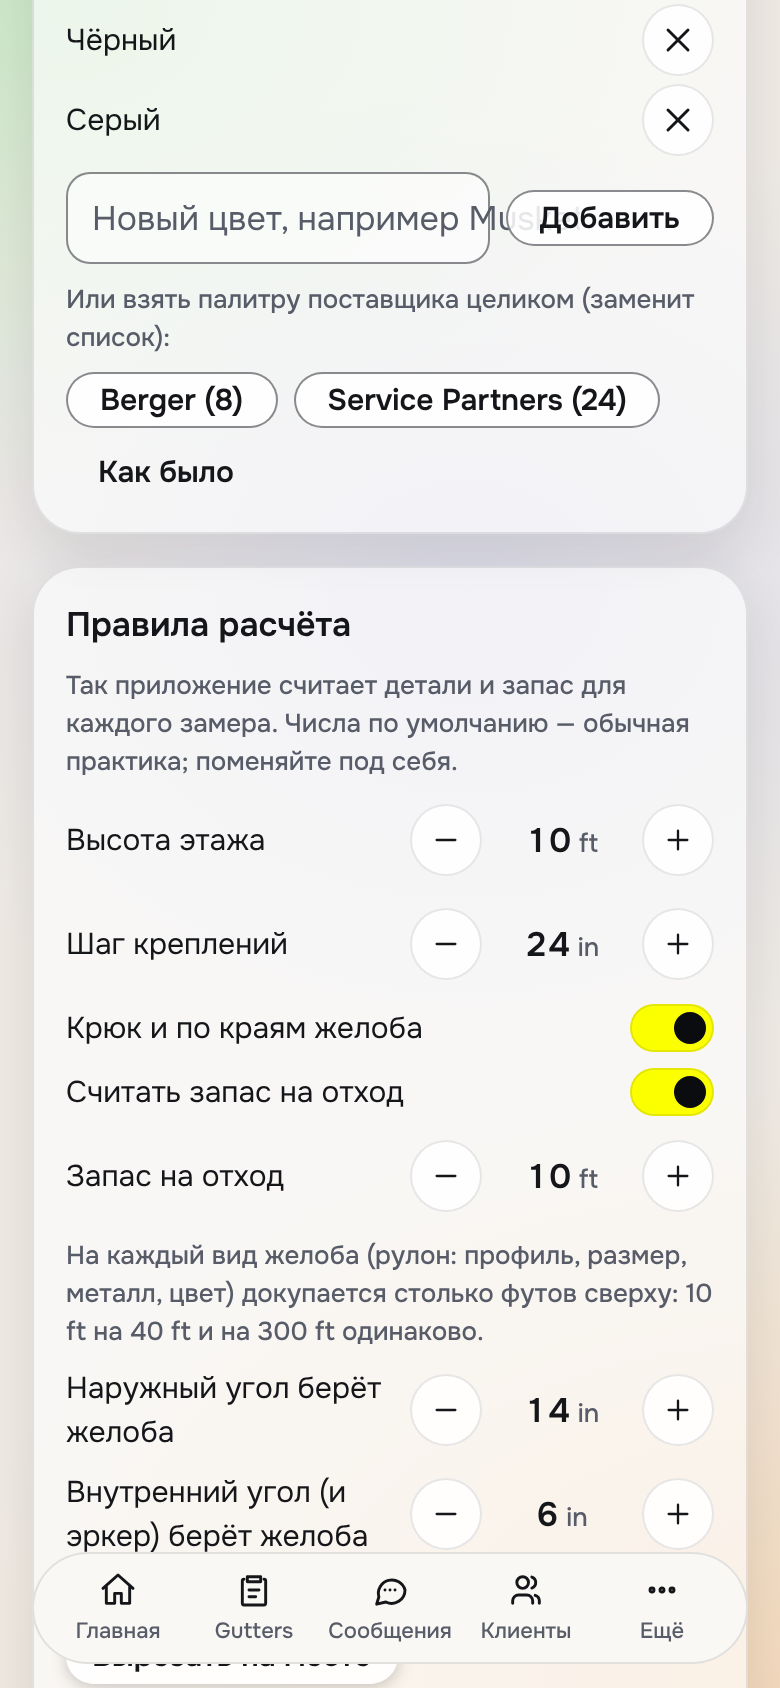 Чёрный
Серый
Новый цвет, например
Добавить
Или взять палитру поставщика целиком (заменит
список):
Berger (8)
Service Partners (24)
Как было
Правила расчёта
Так приложение считает детали и запас для
каждого замера. Числа по умолчанию — обычная
практика; поменяйте под себя.
Высота этажа
10 ft
Шаг креплений
24 in
Крюк и по краям желоба
Считать запас на отход
Запас на отход
10 ft
На каждый вид желоба (рулон: профиль, размер,
металл, цвет) докупается столько футов сверху: 10
ft на 40 ft и на 300 ft одинаково.
Наружный угол берёт
желоба
14 in
Внутренний угол (и
эркер) берёт желоба
6 in
Главная
Gutters
Сообщения
Клиенты
Ещё